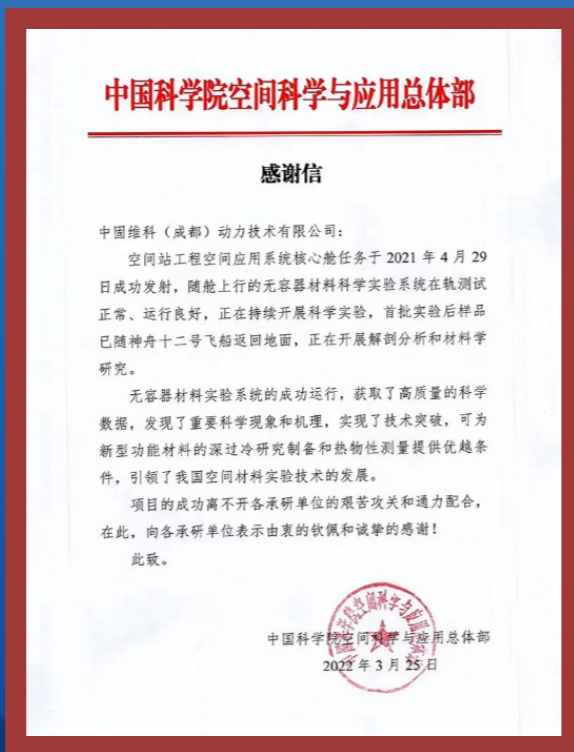 中国科学院空间科学与应用总体部
感谢信
中国维科（成都）动力技术有限公司：
空间站工程空间应用系统核心舱任务于 2021 年 4 月 29
日成功发射，随舱上行的无容器材料科学实验系统在轨测试
正常、运行良好，正在持续开展科学实验，首批实验后样品
已随神舟十二号飞船返回地面，正在开展解剖分析和材料学
研究。
无容器材料实验系统的成功运行，获取了高质量的科学
数据，发现了重要科学现象和机理，实现了技术突破，可为
新型功能材料的深过冷研究制备和热物性测量提供优越条
件，引领了我国空间材料实验技术的发展。
项目的成功离不开各承研单位的艰苦攻关和通力配合，
在此，向各承研单位表示由衷的钦佩和诚挚的感谢！
此致。
中国科学院空间科学与应用总体部
2022 年 3 月 25 日